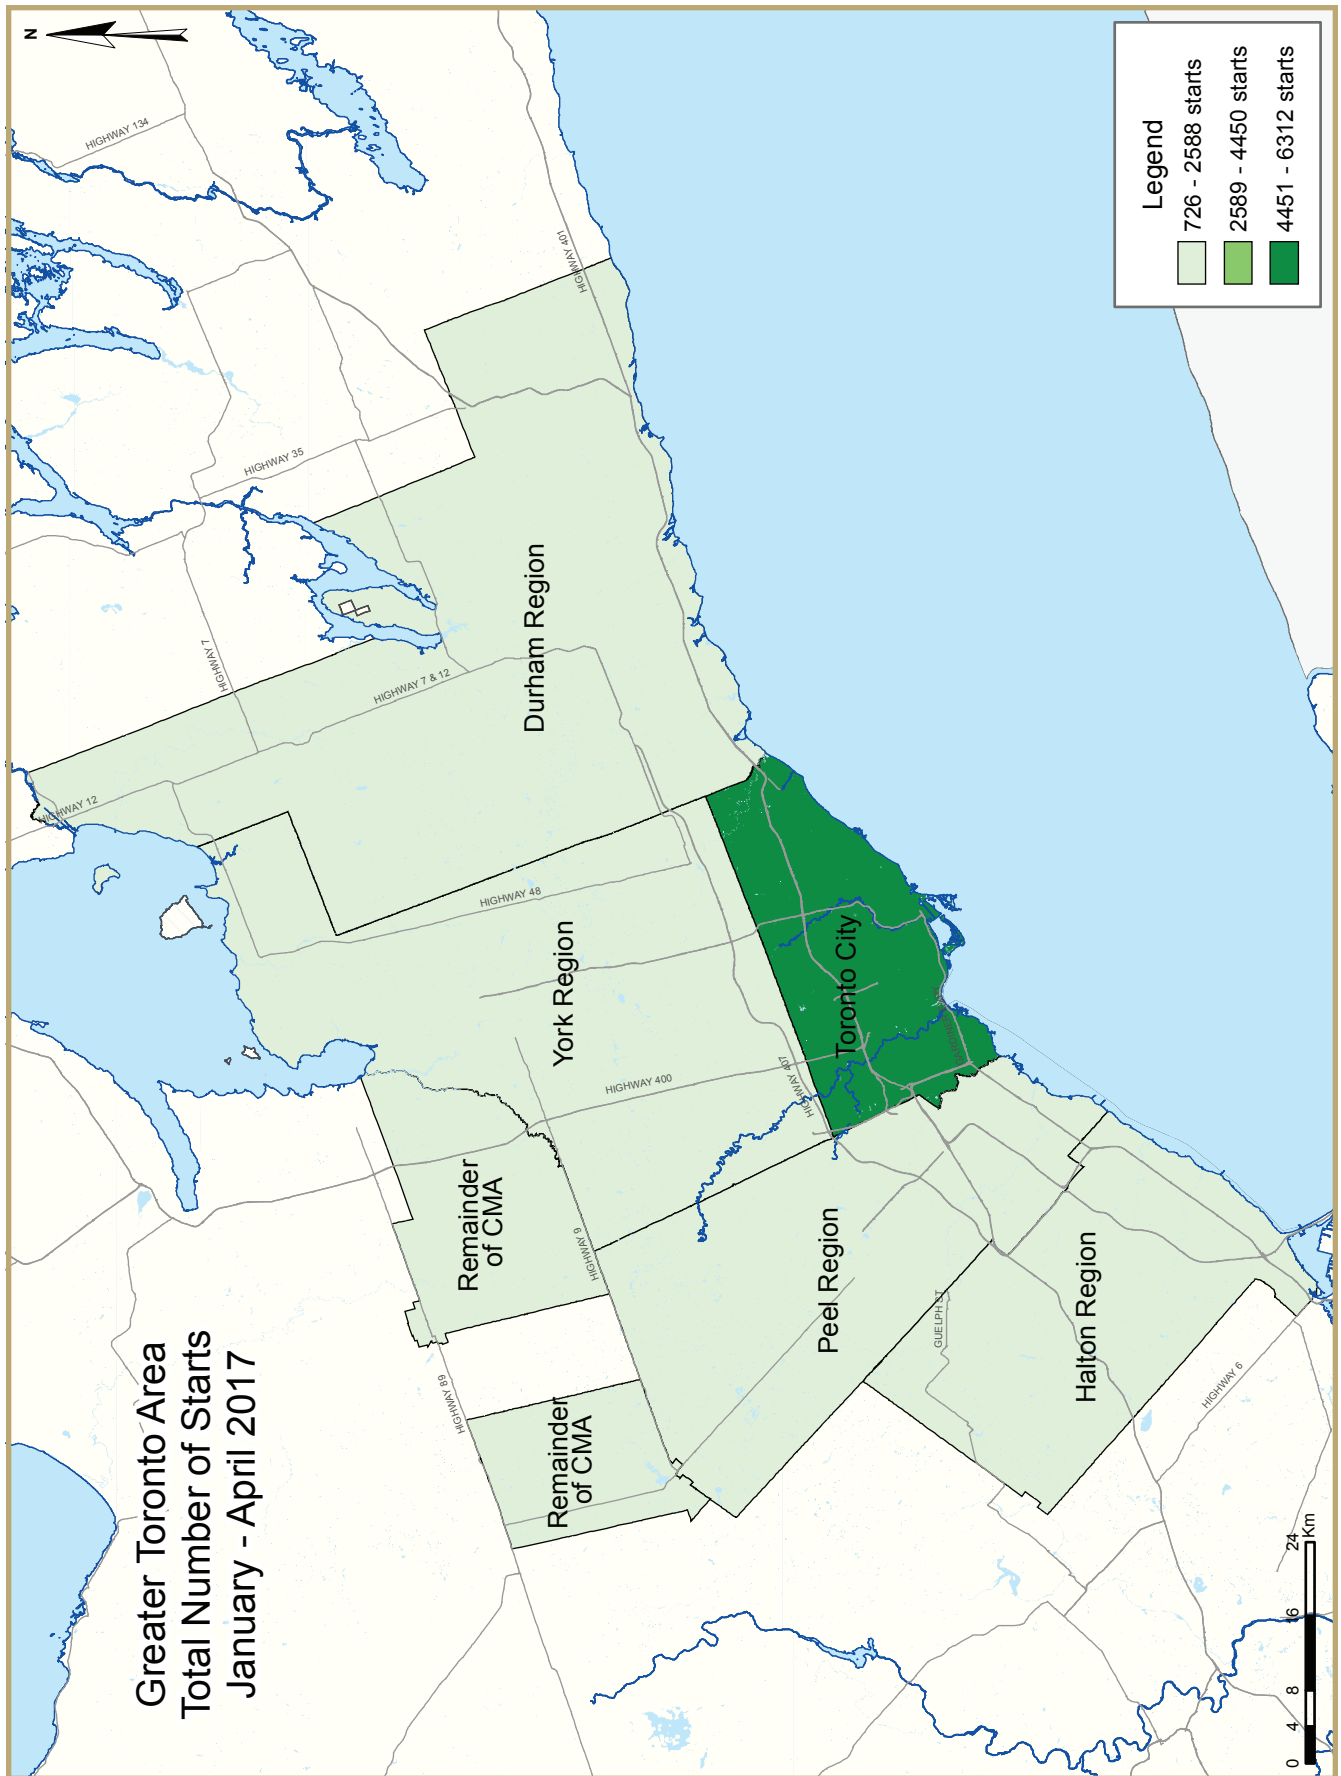 Greater Toronto Area
Total Number of Starts
January - April 2017
N
Legend
726 - 2588 starts
2589 - 4450 starts
4451 - 6312 starts
HIGHWAY 134
HIGHWAY 401
HIGHWAY 35
HIGHWAY 7
HIGHWAY 7 & 12
HIGHWAY 12
Durham Region
HIGHWAY 48
York Region
Toronto City
HIGHWAY 400
HIGHWAY 407
Remainder
of CMA
HIGHWAY 9
HIGHWAY 89
Remainder
of CMA
Peel Region
GUELPH ST
Halton Region
HIGHWAY 6
0 4 8 16 24
Km